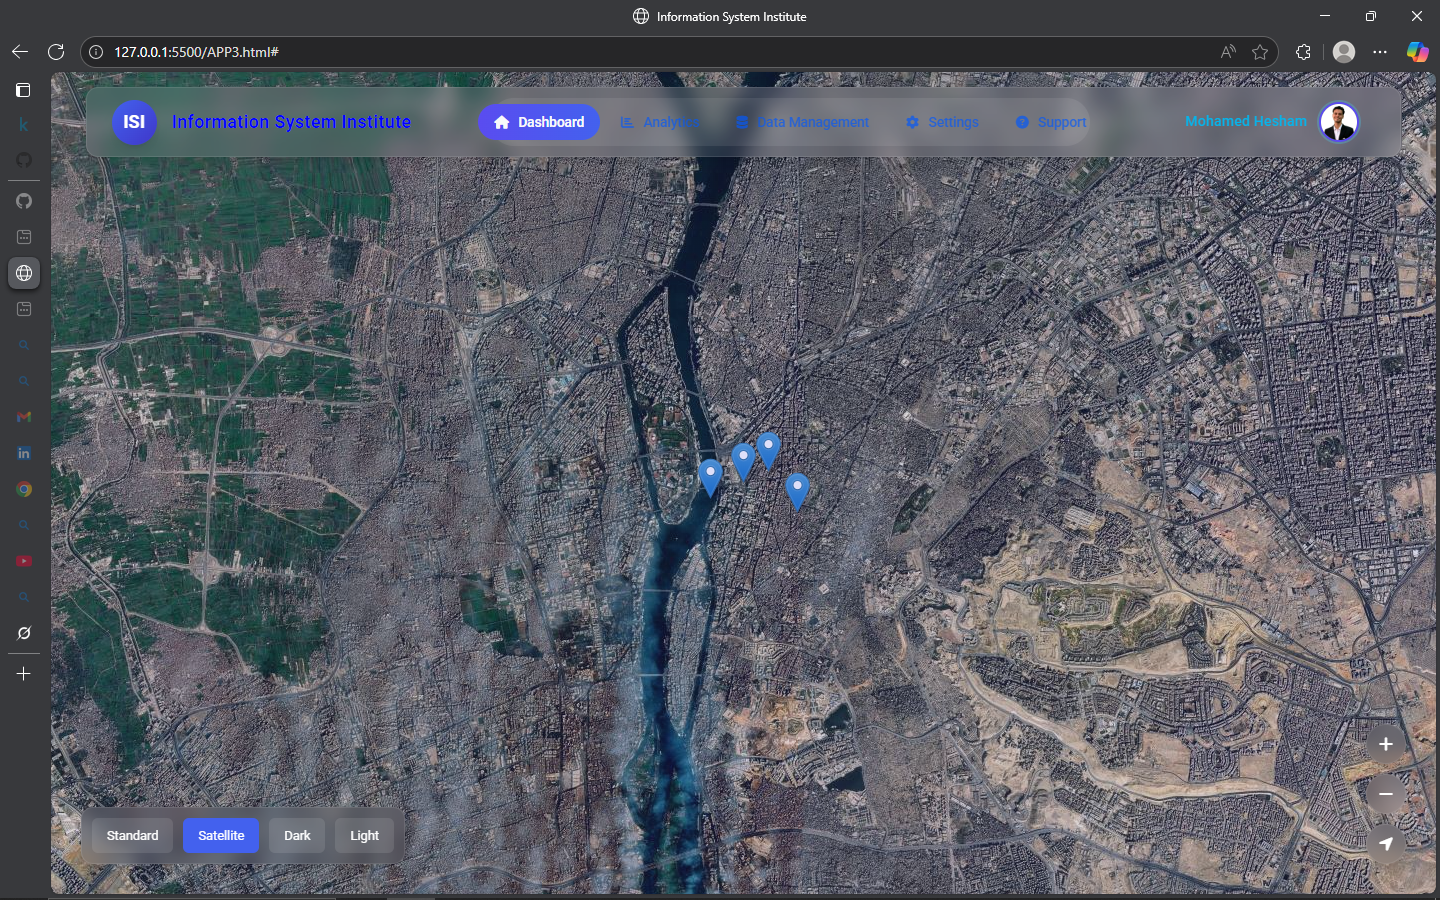 Information System Institute
127.0.0.1:5500/APP3.html#
ISI
Information System Institute
Dashboard
Analytics
Data Management
Settings
Support
Mohamed Hesham
Standard
Satellite
Dark
Light